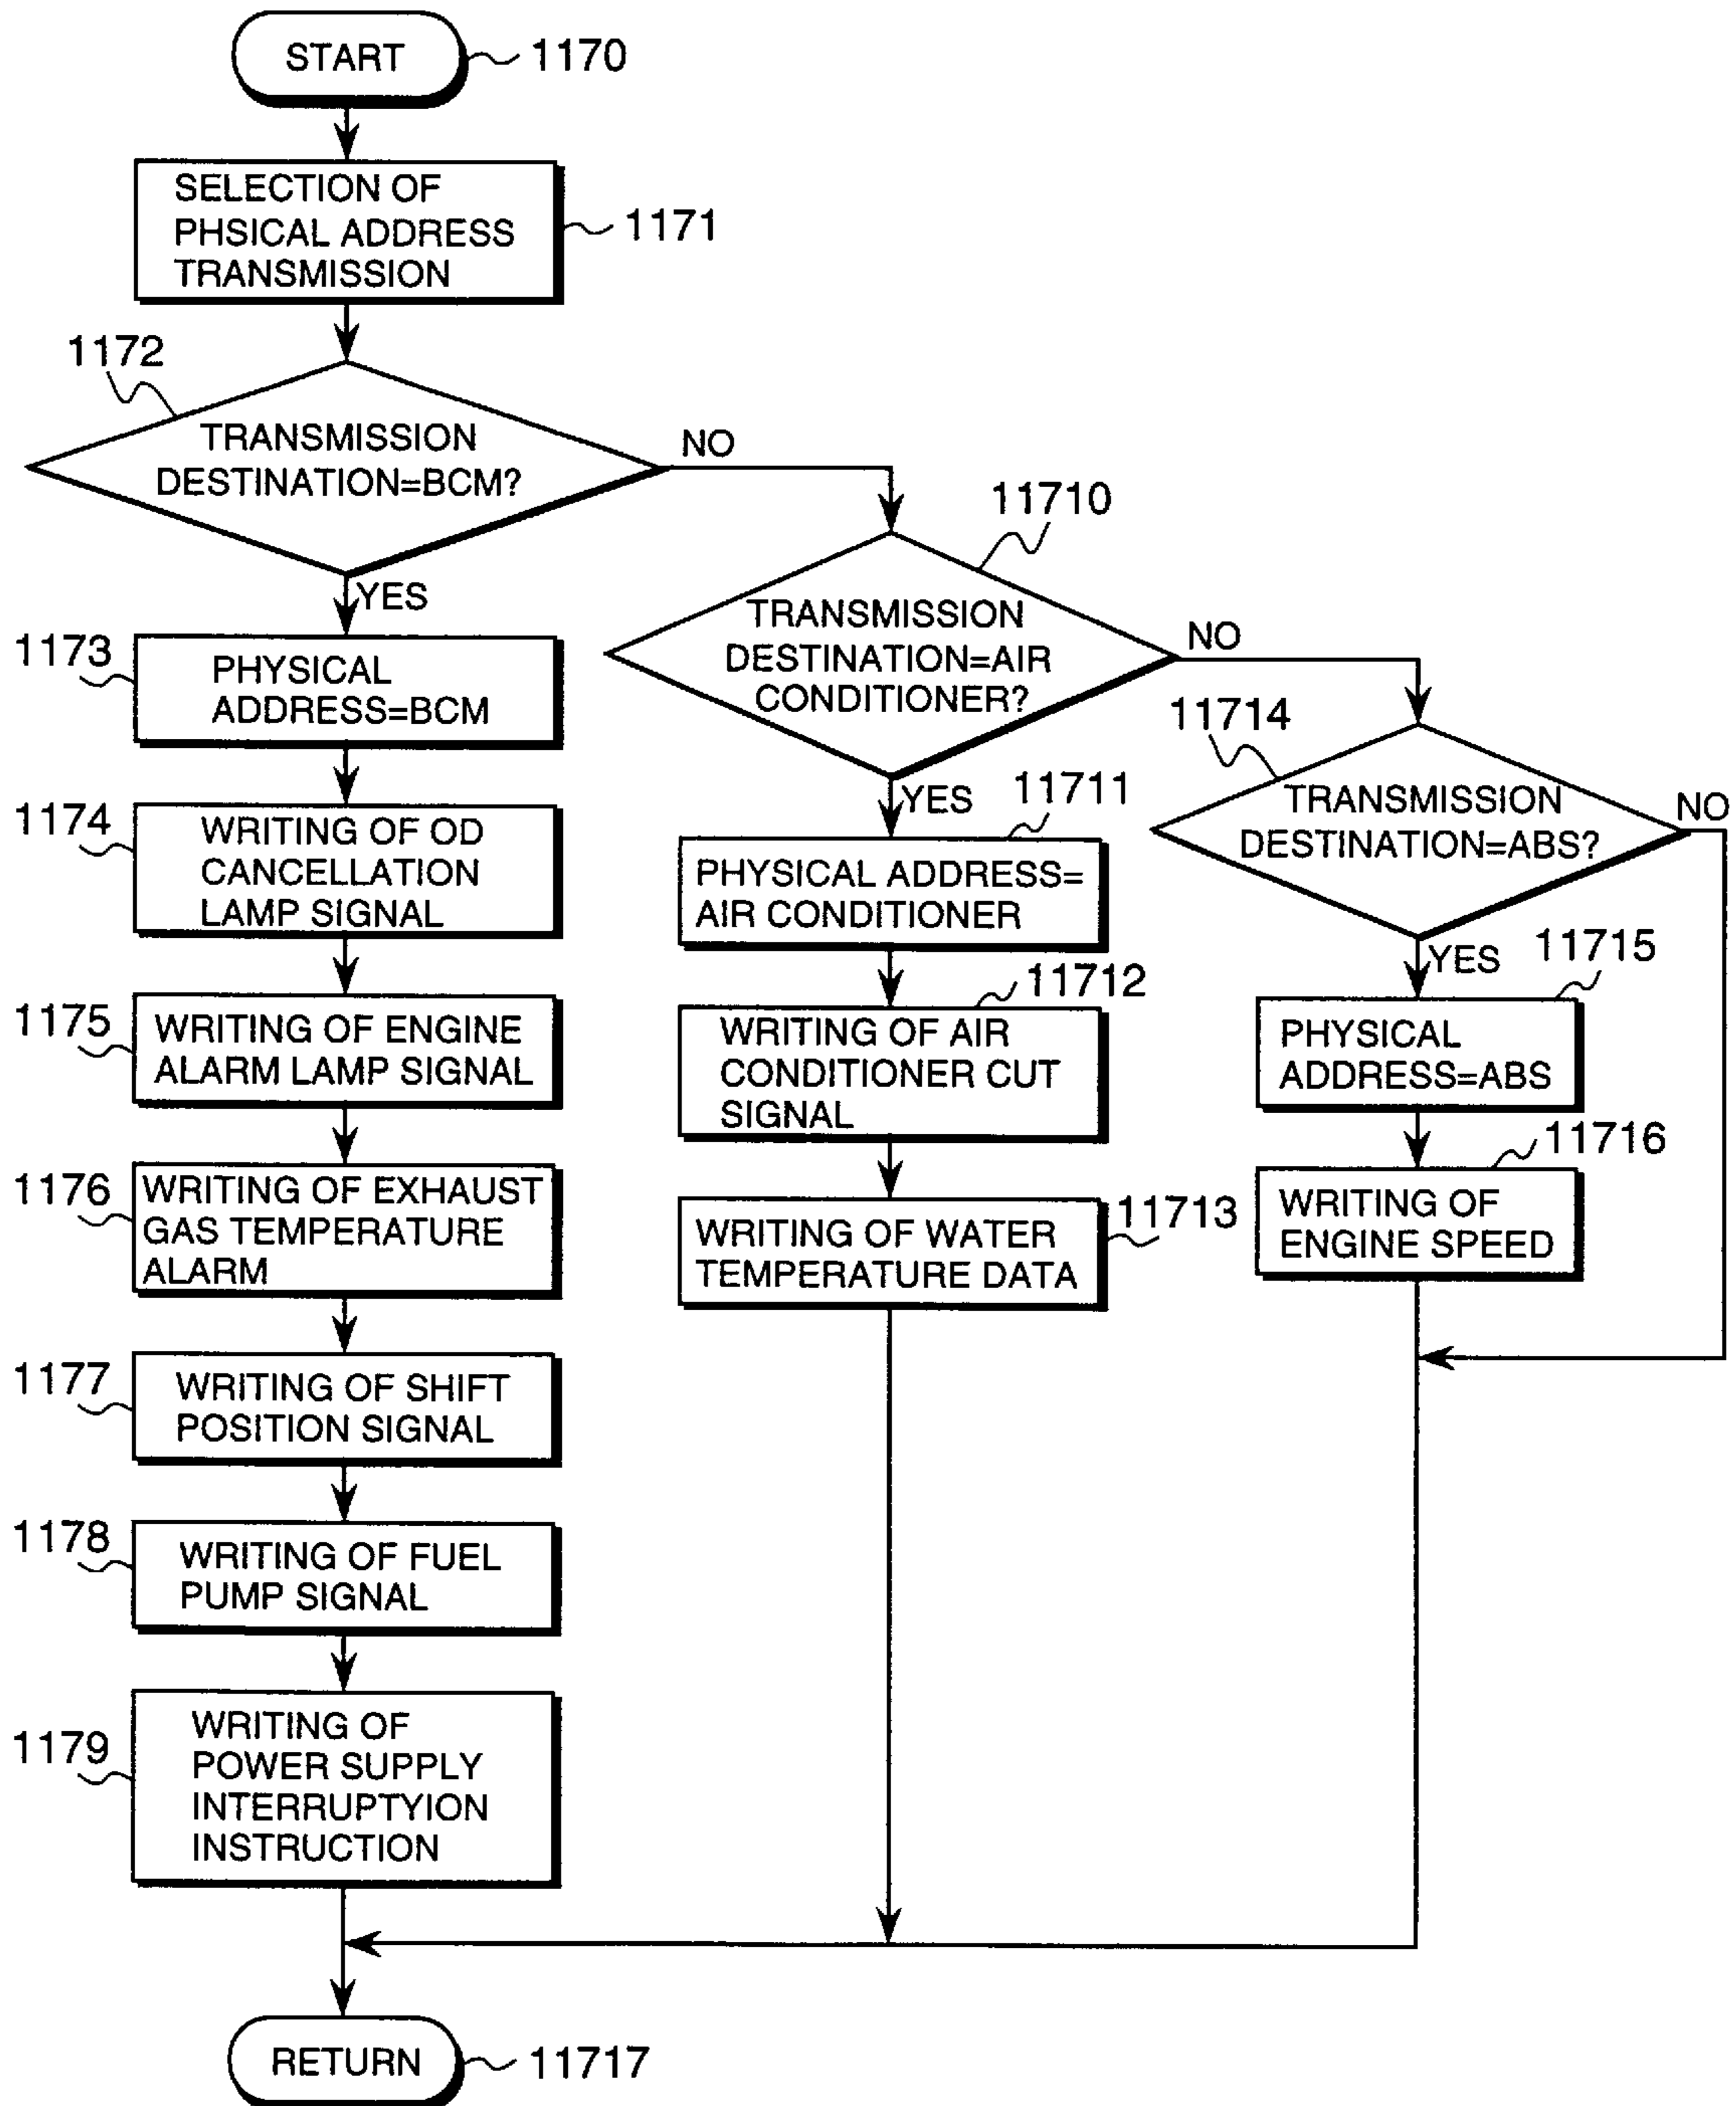 START
1170
SELECTION OF
PHSICAL ADDRESS
TRANSMISSION
1171
1172
TRANSMISSION
DESTINATION=BCM?
NO
YES
1173
PHYSICAL
ADDRESS=BCM
1174
WRITING OF OD
CANCELLATION
LAMP SIGNAL
1175
WRITING OF ENGINE
ALARM LAMP SIGNAL
1176
WRITING OF EXHAUST
GAS TEMPERATURE
ALARM
1177
WRITING OF SHIFT
POSITION SIGNAL
1178
WRITING OF FUEL
PUMP SIGNAL
1179
WRITING OF
POWER SUPPLY
INTERRUPTYION
INSTRUCTION
11710
TRANSMISSION
DESTINATION=AIR
CONDITIONER?
NO
YES
11711
PHYSICAL ADDRESS=
AIR CONDITIONER
11712
WRITING OF AIR
CONDITIONER CUT
SIGNAL
WRITING OF WATER
TEMPERATURE DATA
11713
11714
TRANSMISSION
DESTINATION=ABS?
NO
YES
11715
PHYSICAL
ADDRESS=ABS
11716
WRITING OF
ENGINE SPEED
RETURN
11717